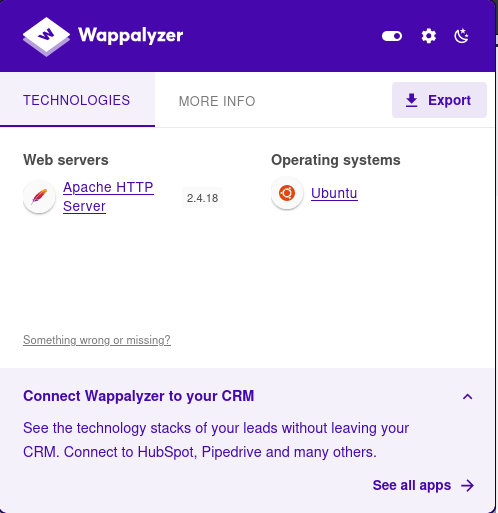 Wappalyzer
TECHNOLOGIES
MORE INFO
Export
Web servers
Apache HTTP
Server
2.4.18
Operating systems
Ubuntu
Something wrong or missing?
Connect Wappalyzer to your CRM
See the technology stacks of your leads without leaving your
CRM. Connect to HubSpot, Pipedrive and many others.
See all apps